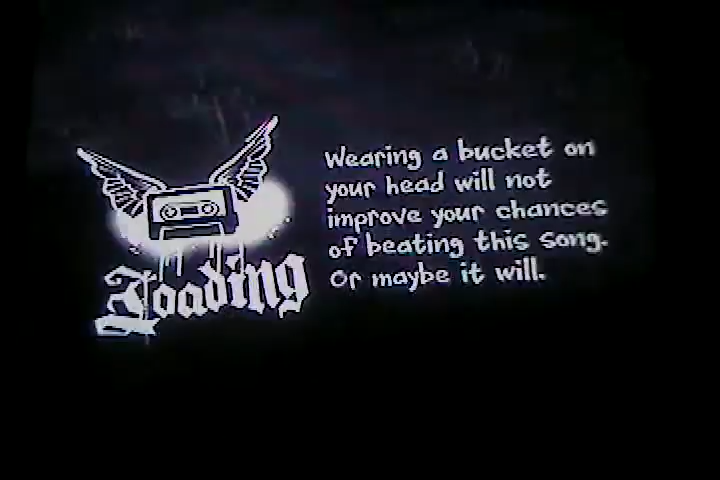 Wearing a bucket on
your head will not
improve your chances
of beating this song.
Or maybe it will.
Loading